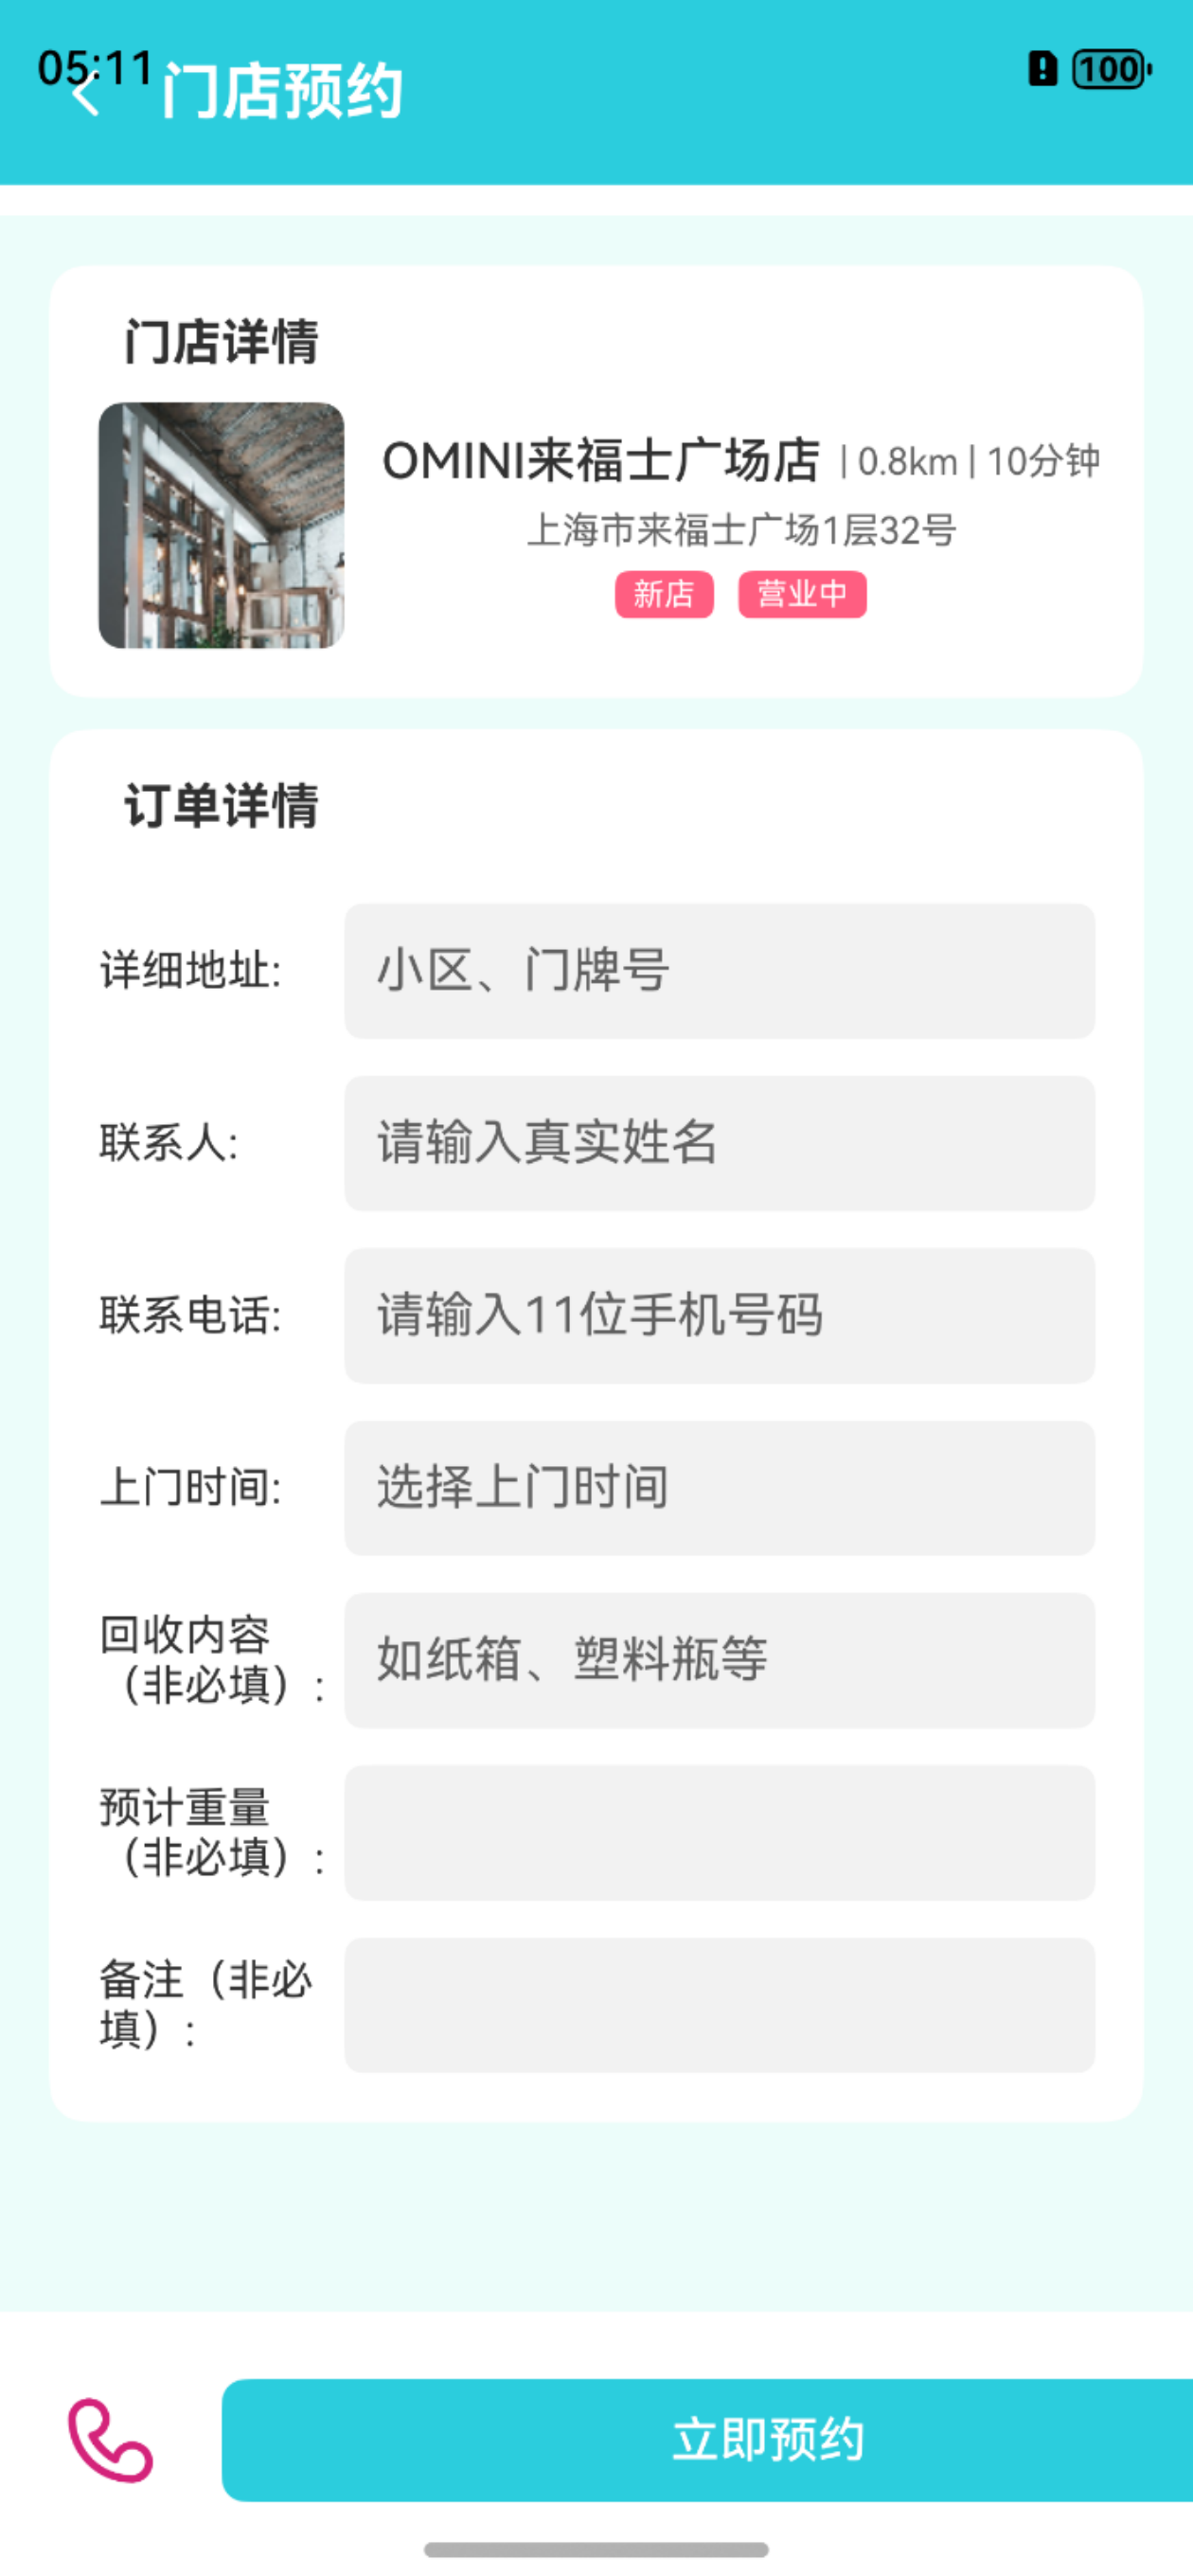 05:11
100
门店预约
门店详情
OMINI来福士广场店 | 0.8km | 10分钟
上海市来福士广场1层32号
新店 营业中
订单详情
详细地址: 小区、门牌号
联系人: 请输入真实姓名
联系电话: 请输入11位手机号码
上门时间: 选择上门时间
回收内容
（非必填）: 如纸箱、塑料瓶等
预计重量
（非必填）:
备注（非必
填）:
立即预约